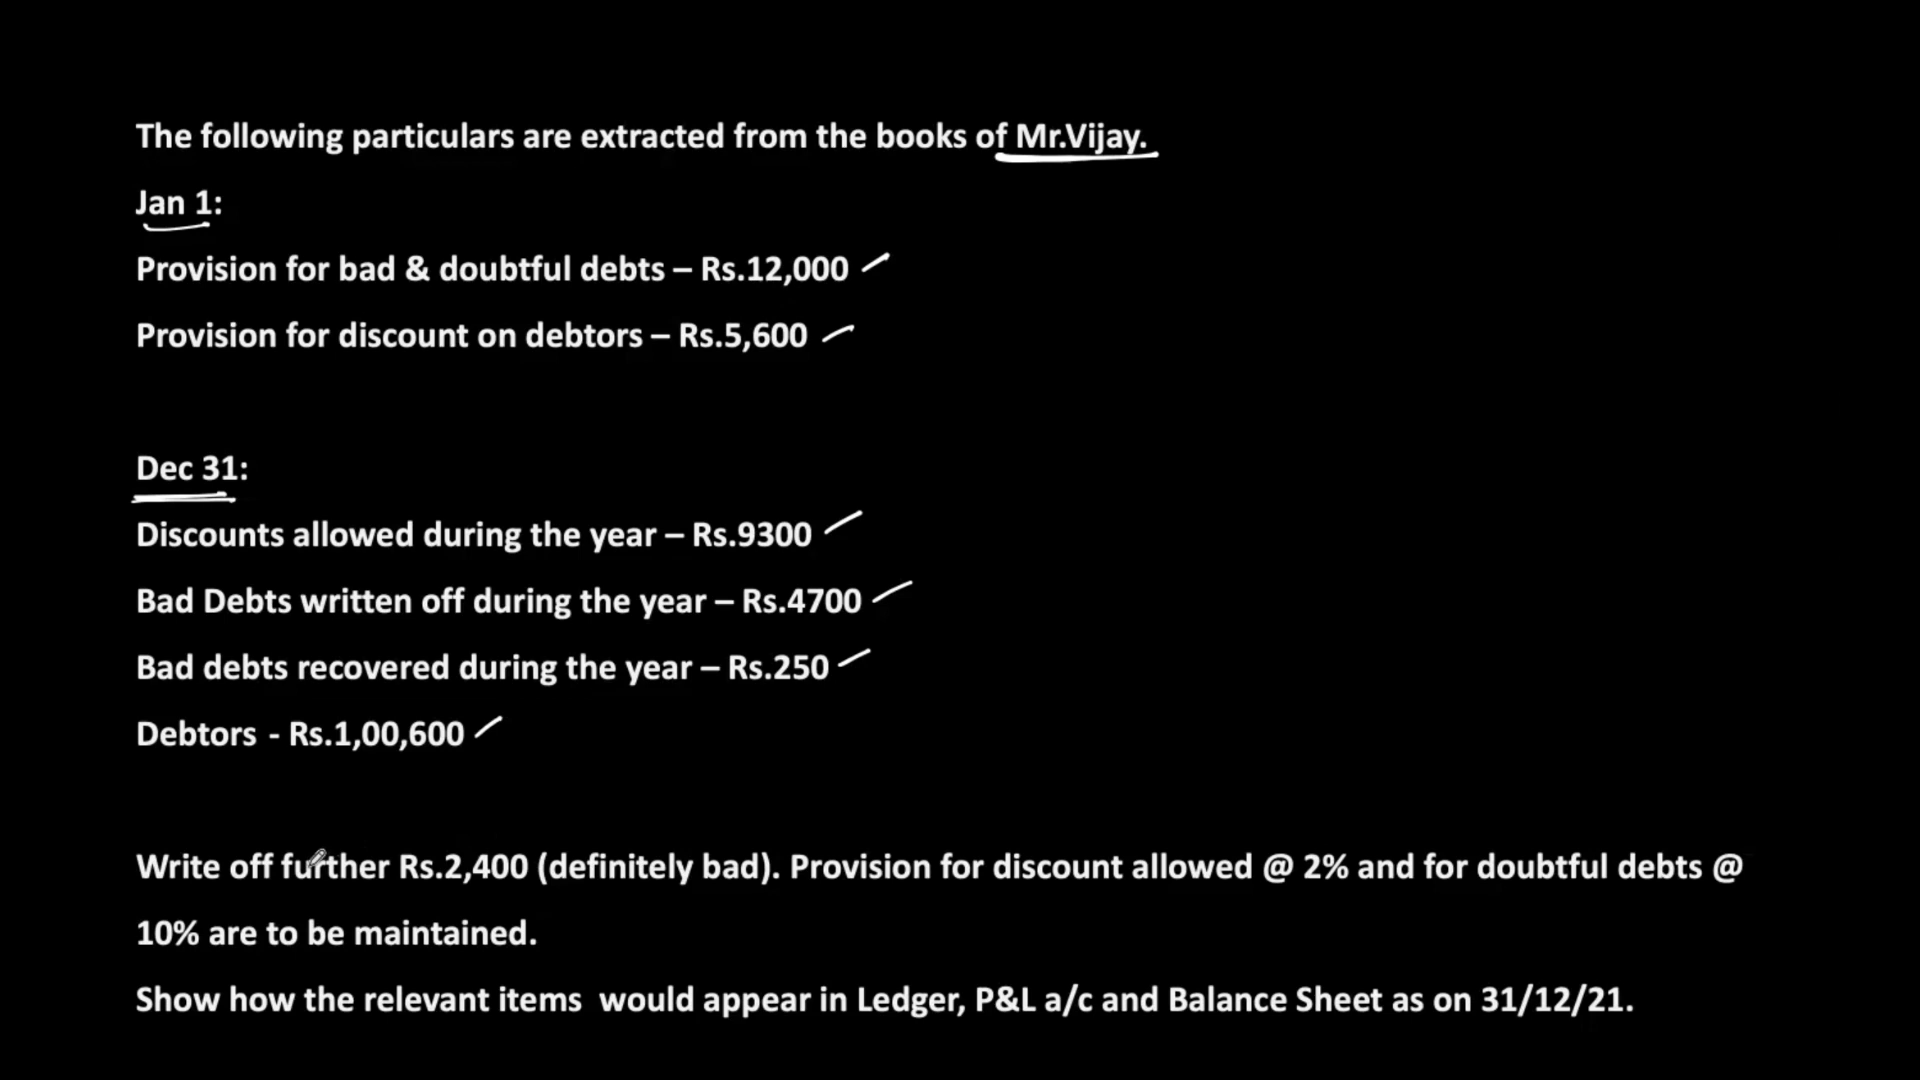 The following particulars are extracted from the books of Mr.Vijay.
Jan 1:
Provision for bad & doubtful debts – Rs.12,000
Provision for discount on debtors – Rs.5,600
Dec 31:
Discounts allowed during the year – Rs.9300
Bad Debts written off during the year – Rs.4700
Bad debts recovered during the year – Rs.250
Debtors - Rs.1,00,600
Write off further Rs.2,400 (definitely bad). Provision for discount allowed @ 2% and for doubtful debts @
10% are to be maintained.
Show how the relevant items would appear in Ledger, P&L a/c and Balance Sheet as on 31/12/21.